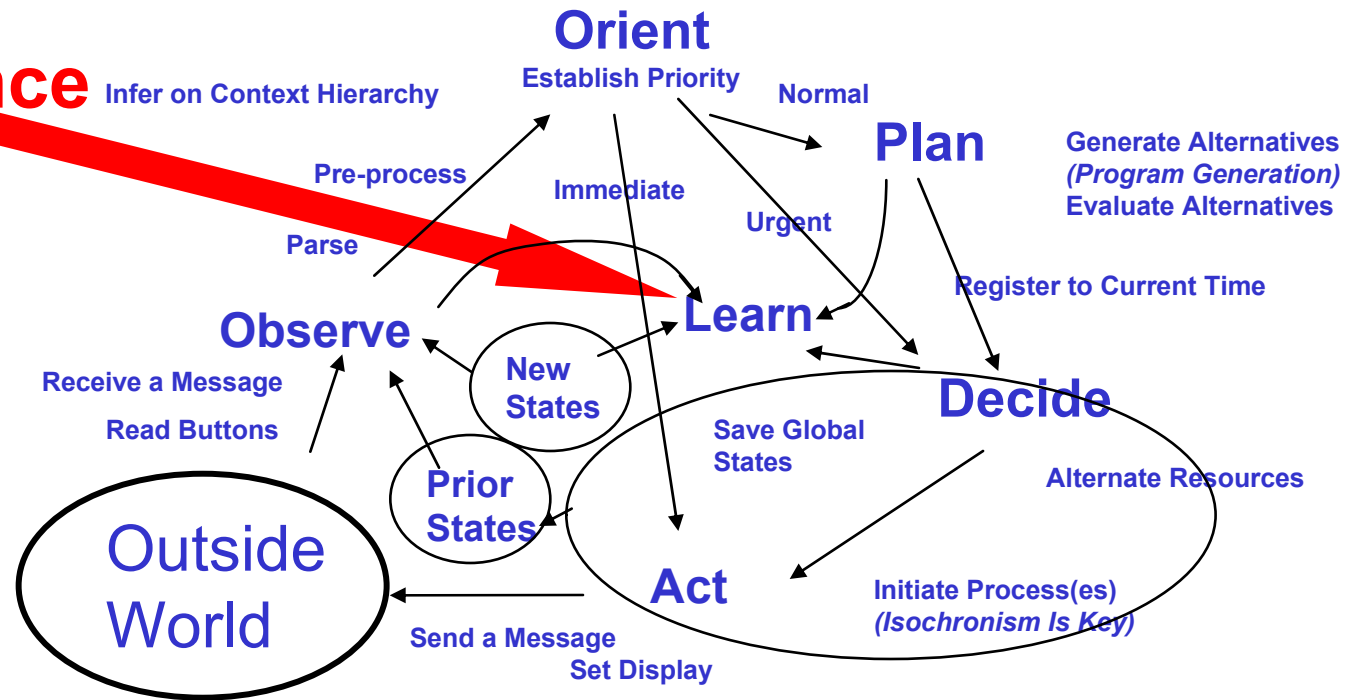 Orient
Establish Priority
nce
Infer on Context Hierarchy
Normal
Plan
Generate Alternatives
(Program Generation)
Evaluate Alternatives
Pre-process
Immediate
Urgent
Parse
Register to Current Time
Learn
Observe
Receive a Message
Read Buttons
New
States
Decide
Save Global
States
Alternate Resources
Prior
States
Outside
World
Act
Initiate Process(es)
(Isochronism Is Key)
Send a Message
Set Display